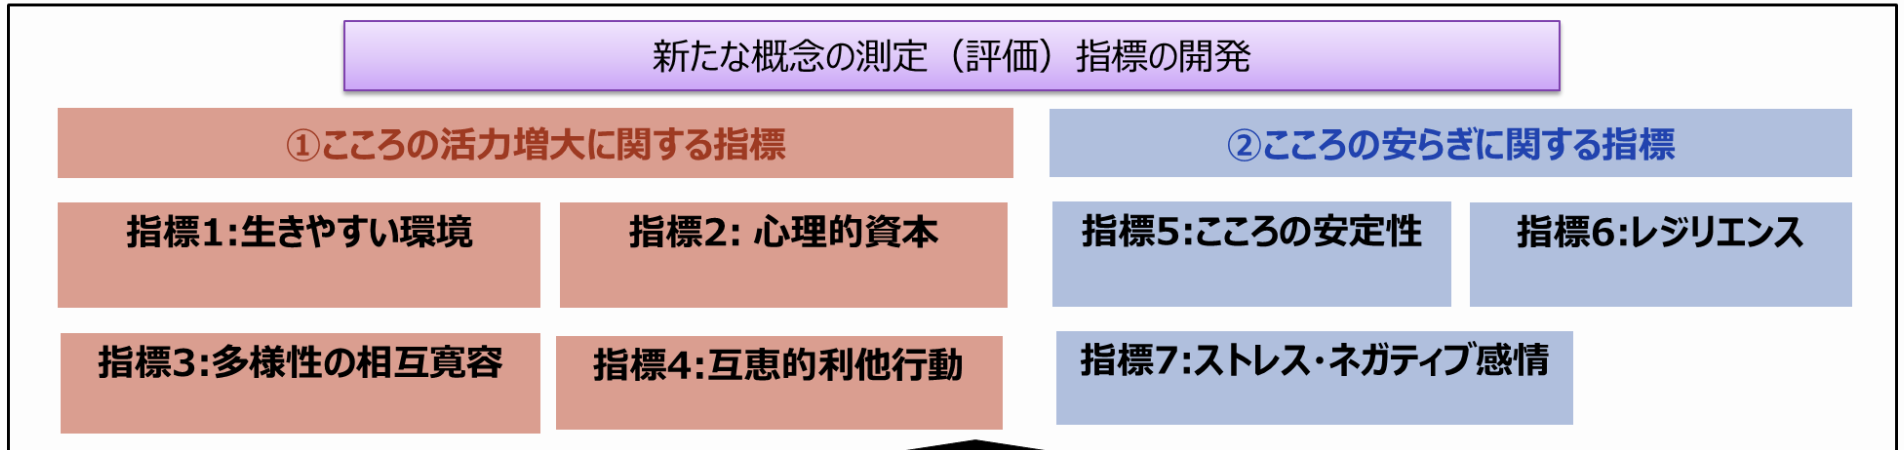 新たな概念の測定（評価）指標の開発
①こころの活力増大に関する指標
②こころの安らぎに関する指標
指標1:生きやすい環境
指標2: 心理的資本
指標5:こころの安定性
指標6:レジリエンス
指標3:多様性の相互寛容
指標4:互恵的利他行動
指標7:ストレス・ネガティブ感情